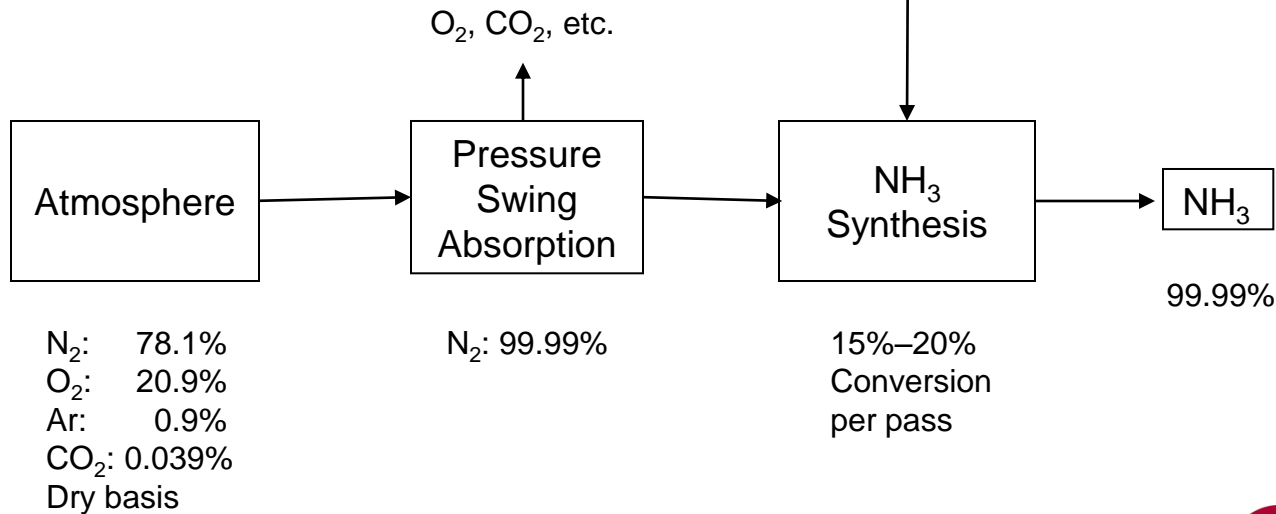 O₂, CO₂, etc.
Atmosphere
Pressure
Swing
Absorption
NH₃
Synthesis
NH₃
99.99%
N₂: 78.1%
O₂: 20.9%
Ar: 0.9%
CO₂: 0.039%
Dry basis
N₂: 99.99%
15%–20%
Conversion
per pass